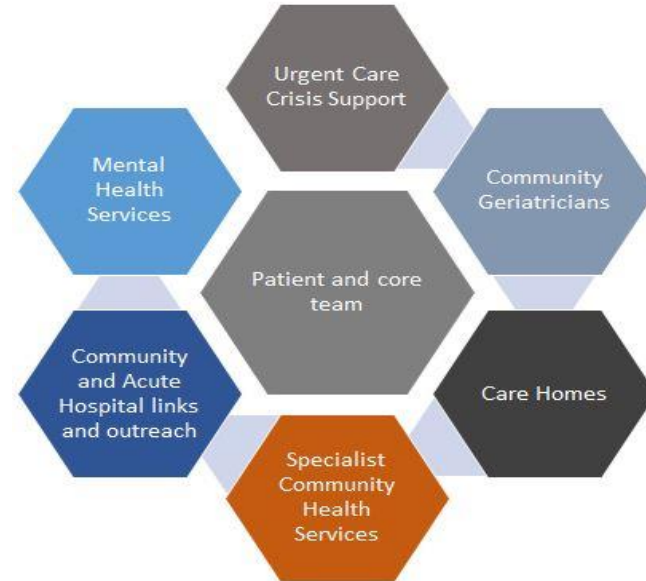 Urgent Care
Crisis Support
Community
Geriatricians
Care Homes
Specialist
Community
Health
Services
Community
and Acute
Hospital links
and outreach
Mental
Health
Services
Patient and core
team